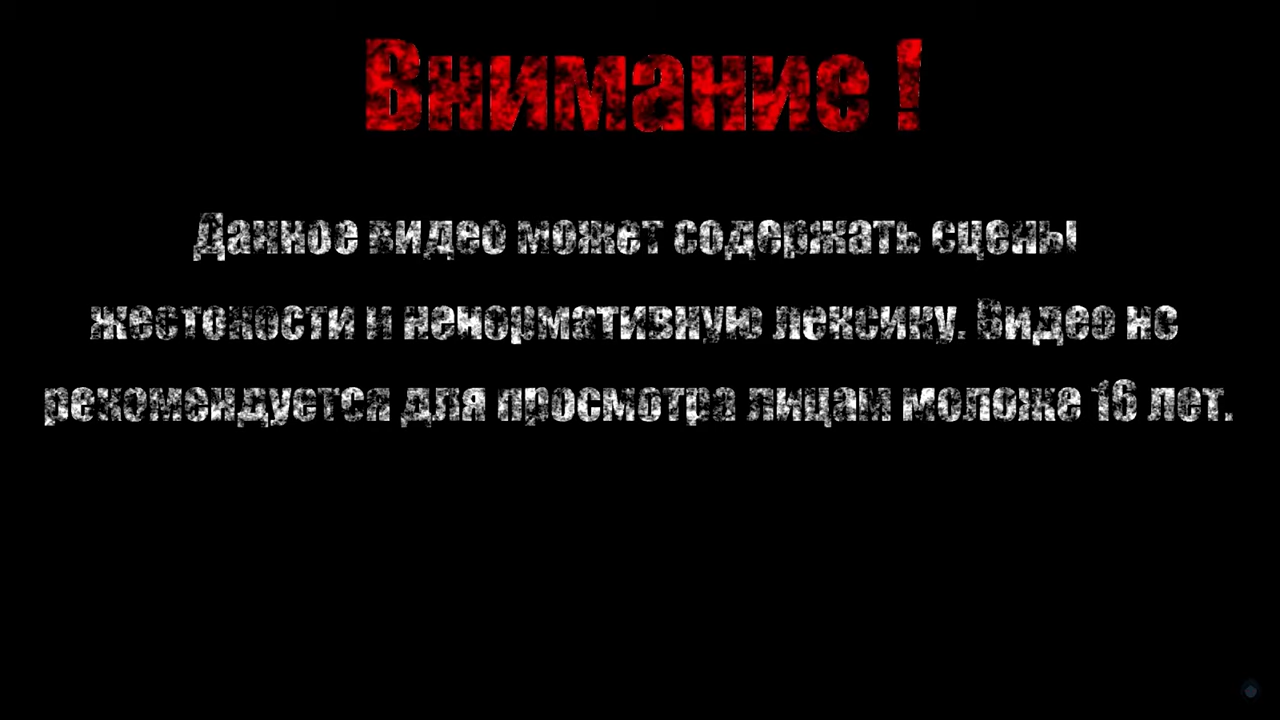 Внимание !
Данное видео может содержать сцены
жестокости и ненормативную лексику. Видео не
рекомендуется для просмотра лицам моложе 16 лет.